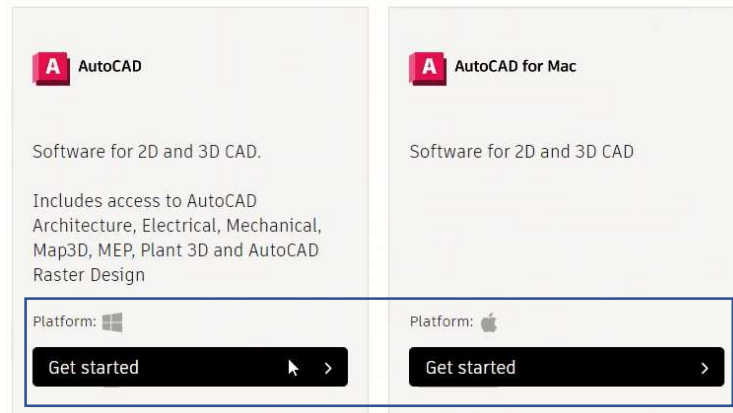 A AutoCAD
Software for 2D and 3D CAD.
Includes access to AutoCAD
Architecture, Electrical, Mechanical,
Map3D, MEP, Plant 3D and AutoCAD
Raster Design
Platform:
Get started
A AutoCAD for Mac
Software for 2D and 3D CAD
Platform:
Get started